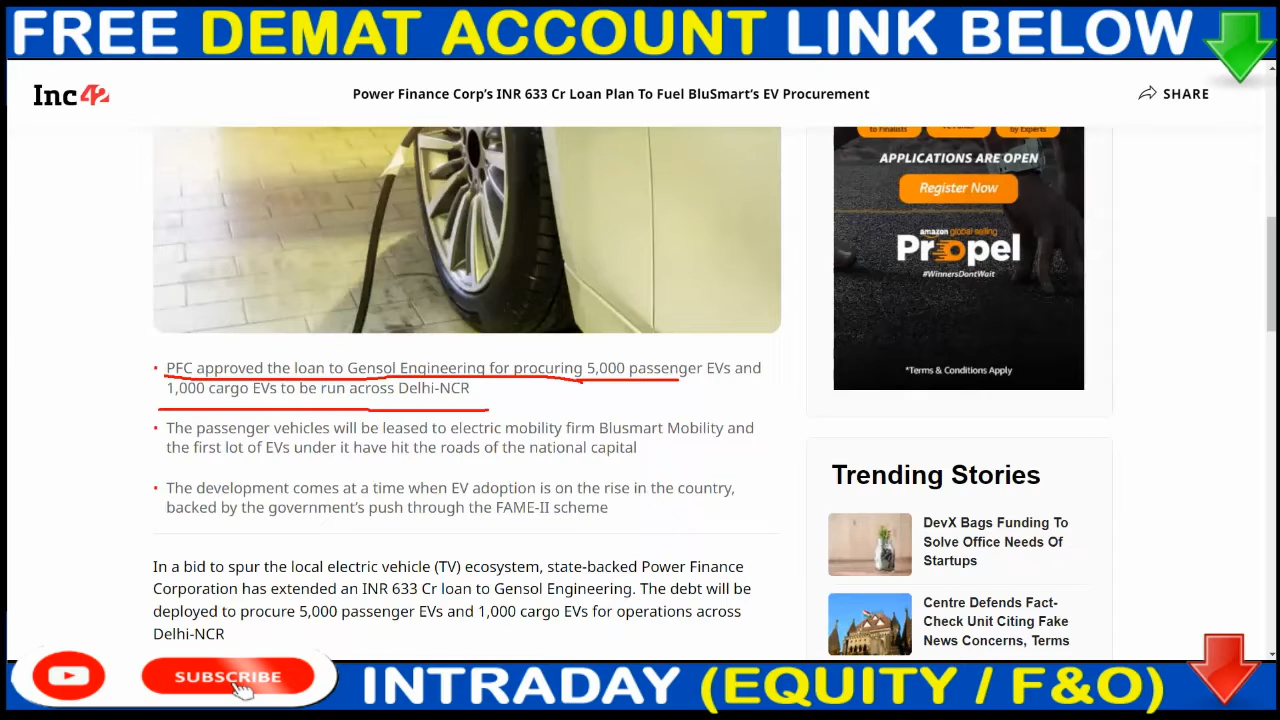 FREE DEMAT ACCOUNT LINK BELOW
Inc42
Power Finance Corp's INR 633 Cr Loan Plan To Fuel BluSmart's EV Procurement
SHARE
to Finalists
by Experts
APPLICATIONS ARE OPEN
Register Now
amazon global selling
Propel
#WinnersDontWait
*Terms & Conditions Apply
• PFC approved the loan to Gensol Engineering for procuring 5,000 passenger EVs and
1,000 cargo EVs to be run across Delhi-NCR
• The passenger vehicles will be leased to electric mobility firm Blusmart Mobility and
the first lot of EVs under it have hit the roads of the national capital
• The development comes at a time when EV adoption is on the rise in the country,
backed by the government's push through the FAME-II scheme
In a bid to spur the local electric vehicle (TV) ecosystem, state-backed Power Finance
Corporation has extended an INR 633 Cr loan to Gensol Engineering. The debt will be
deployed to procure 5,000 passenger EVs and 1,000 cargo EVs for operations across
Delhi-NCR
Trending Stories
DevX Bags Funding To
Solve Office Needs Of
Startups
Centre Defends Fact-
Check Unit Citing Fake
News Concerns, Terms
SUBSCRIBE
INTRADAY (EQUITY / F&O)